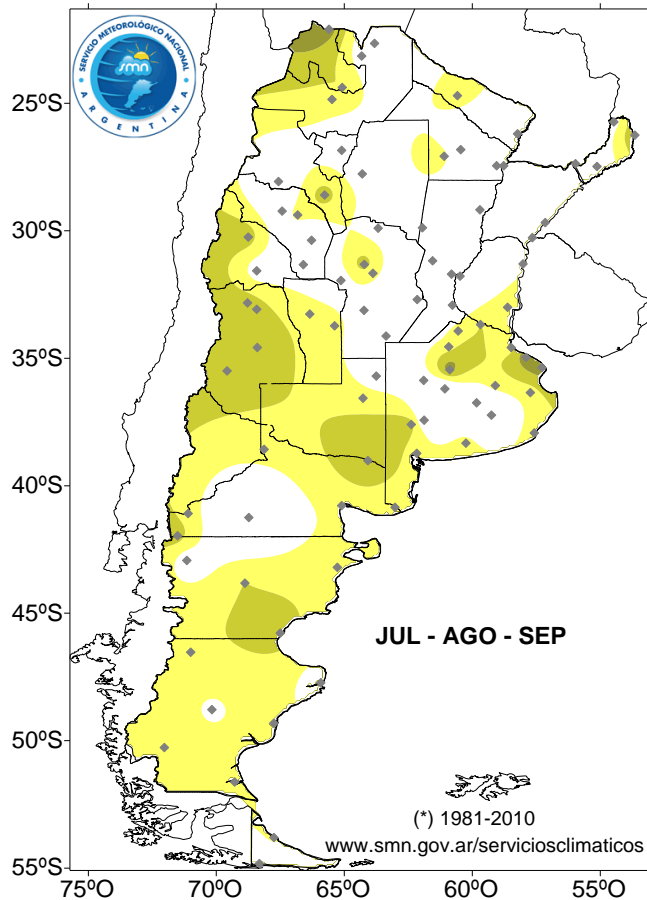 SERVICIO METEOROLÓGICO NACIONAL
smn
ARGENTINA
25ºS
30ºS
35ºS
40ºS
45ºS
50ºS
55ºS
JUL - AGO - SEP
(*) 1981-2010
www.smn.gov.ar/serviciosclimaticos
75ºO 70ºO 65ºO 60ºO 55ºO